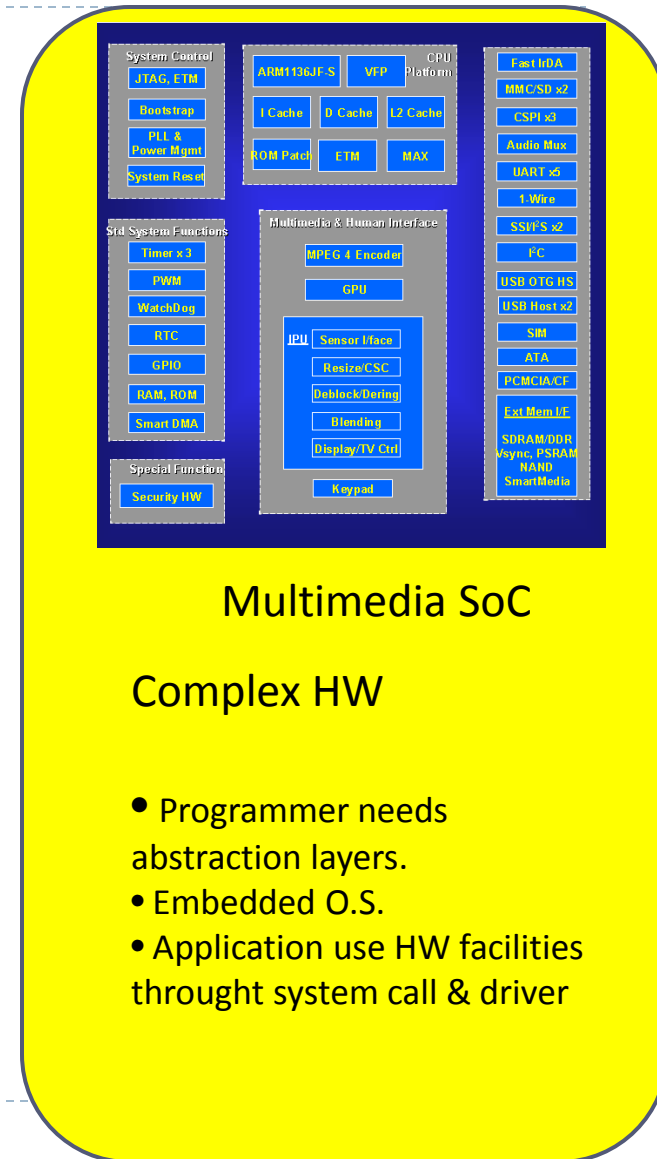 System Control
JTAG, ETM
Bootstrap
PLL &
Power Mgmt
System Reset
Std System Functions
Timer x 3
PWM
WatchDog
RTC
GPIO
RAM, ROM
Smart DMA
Special Function
Security HW
CPU
Platform
ARM1136JF-S
VFP
I Cache
D Cache
L2 Cache
ROM Patch
ETM
MAX
Multimedia & Human Interface
MPEG 4 Encoder
GPU
IPU
Sensor I/face
Resize/CSC
Deblock/Dering
Blending
Display/TV Ctrl
Keypad
Fast IrDA
MMC/SD x2
CSPI x3
Audio Mux
UART x5
1-Wire
SSI/I²S x2
I²C
USB OTG HS
USB Host x2
SIM
ATA
PCMCIA/CF
Ext Mem I/F
SDRAM/DDR
Vsync, PSRAM
NAND
SmartMedia
Multimedia SoC
Complex HW
• Programmer needs
abstraction layers.
• Embedded O.S.
• Application use HW facilities
throught system call & driver